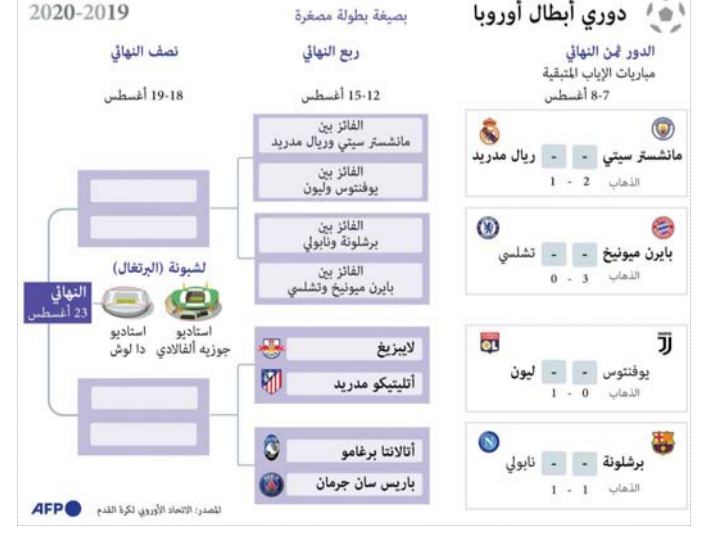 دوري أبطال أوروبا
بصيغة بطولة مصغرة
2020-2019
الدور ثمن النهائي
مباريات الإياب المتبقية
8-7 أغسطس
مانشستر سيتي - - ريال مدريد
الذهاب 2 - 1
بايرن ميونيخ - - تشلسي
الذهاب 3 - 0
يوفنتوس - - ليون
الذهاب 0 - 1
برشلونة - - نابولي
الذهاب 1 - 1
ربع النهائي
15-12 أغسطس
الفائز بين
مانشستر سيتي وريال مدريد
الفائز بين
يوفنتوس وليون
الفائز بين
برشلونة ونابولي
الفائز بين
بايرن ميونيخ وتشلسي
لايبزيغ
أتليتيكو مدريد
أتالانتا برغامو
باريس سان جرمان
نصف النهائي
19-18 أغسطس
لشبونة (البرتغال)
استاديو
جوزيه ألفالادي
استاديو
دا لوش
النهائي
23 أغسطس
المصدر: الاتحاد الأوروبي لكرة القدم
AFP